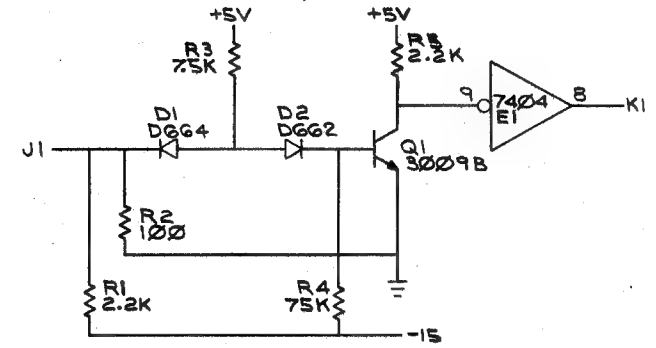 +5V
+5V
R3
7.5K
R5
2.2K
D1
D664
D2
D662
9
7404
E1
8
K1
J1
Q1
3009B
R2
100
R1
2.2K
R4
75K
-15